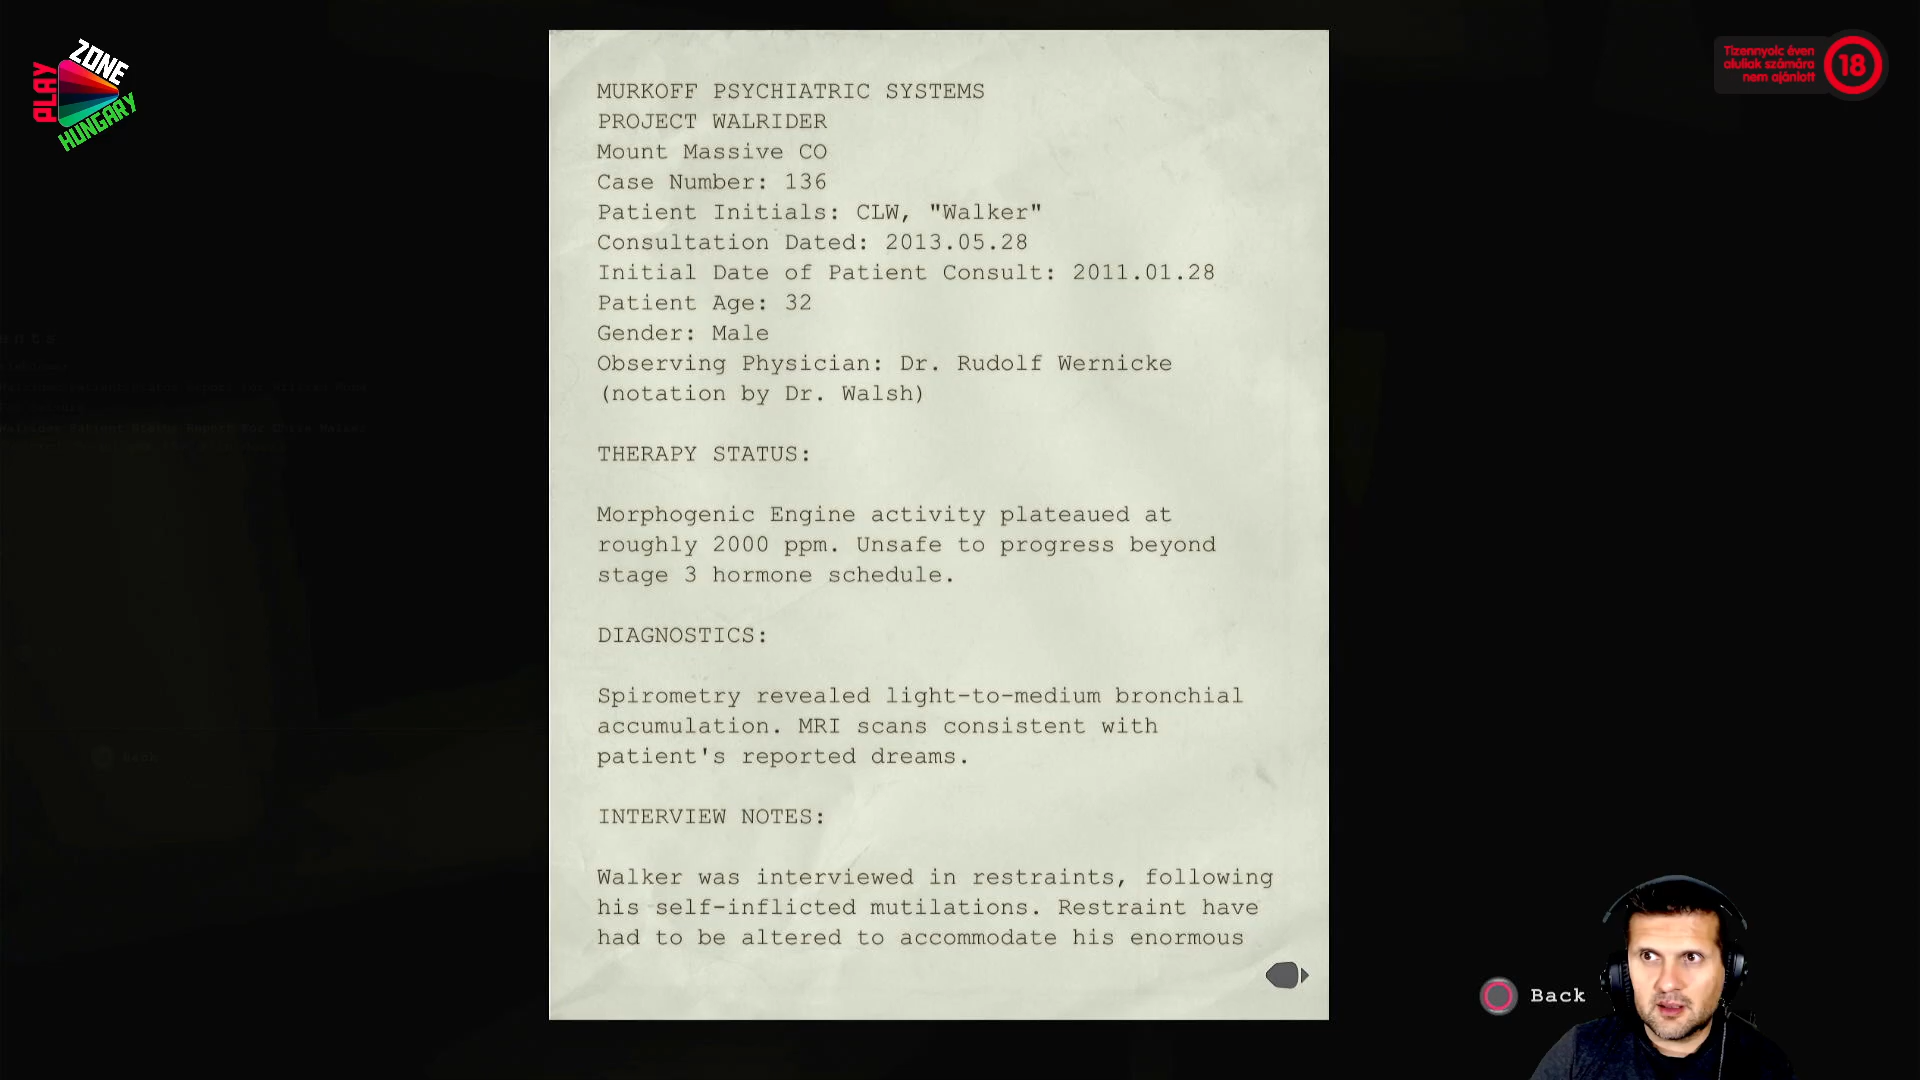 PLAY
ZONE
HUNGARY
Tizennyolc éven
aluliak számára
nem ajánlott
18
MURKOFF PSYCHIATRIC SYSTEMS
PROJECT WALRIDER
Mount Massive CO
Case Number: 136
Patient Initials: CLW, "Walker"
Consultation Dated: 2013.05.28
Initial Date of Patient Consult: 2011.01.28
Patient Age: 32
Gender: Male
Observing Physician: Dr. Rudolf Wernicke
(notation by Dr. Walsh)
THERAPY STATUS:
Morphogenic Engine activity plateaued at
roughly 2000 ppm. Unsafe to progress beyond
stage 3 hormone schedule.
DIAGNOSTICS:
Spirometry revealed light-to-medium bronchial
accumulation. MRI scans consistent with
patient's reported dreams.
INTERVIEW NOTES:
Walker was interviewed in restraints, following
his self-inflicted mutilations. Restraint have
had to be altered to accommodate his enormous
Back
Back